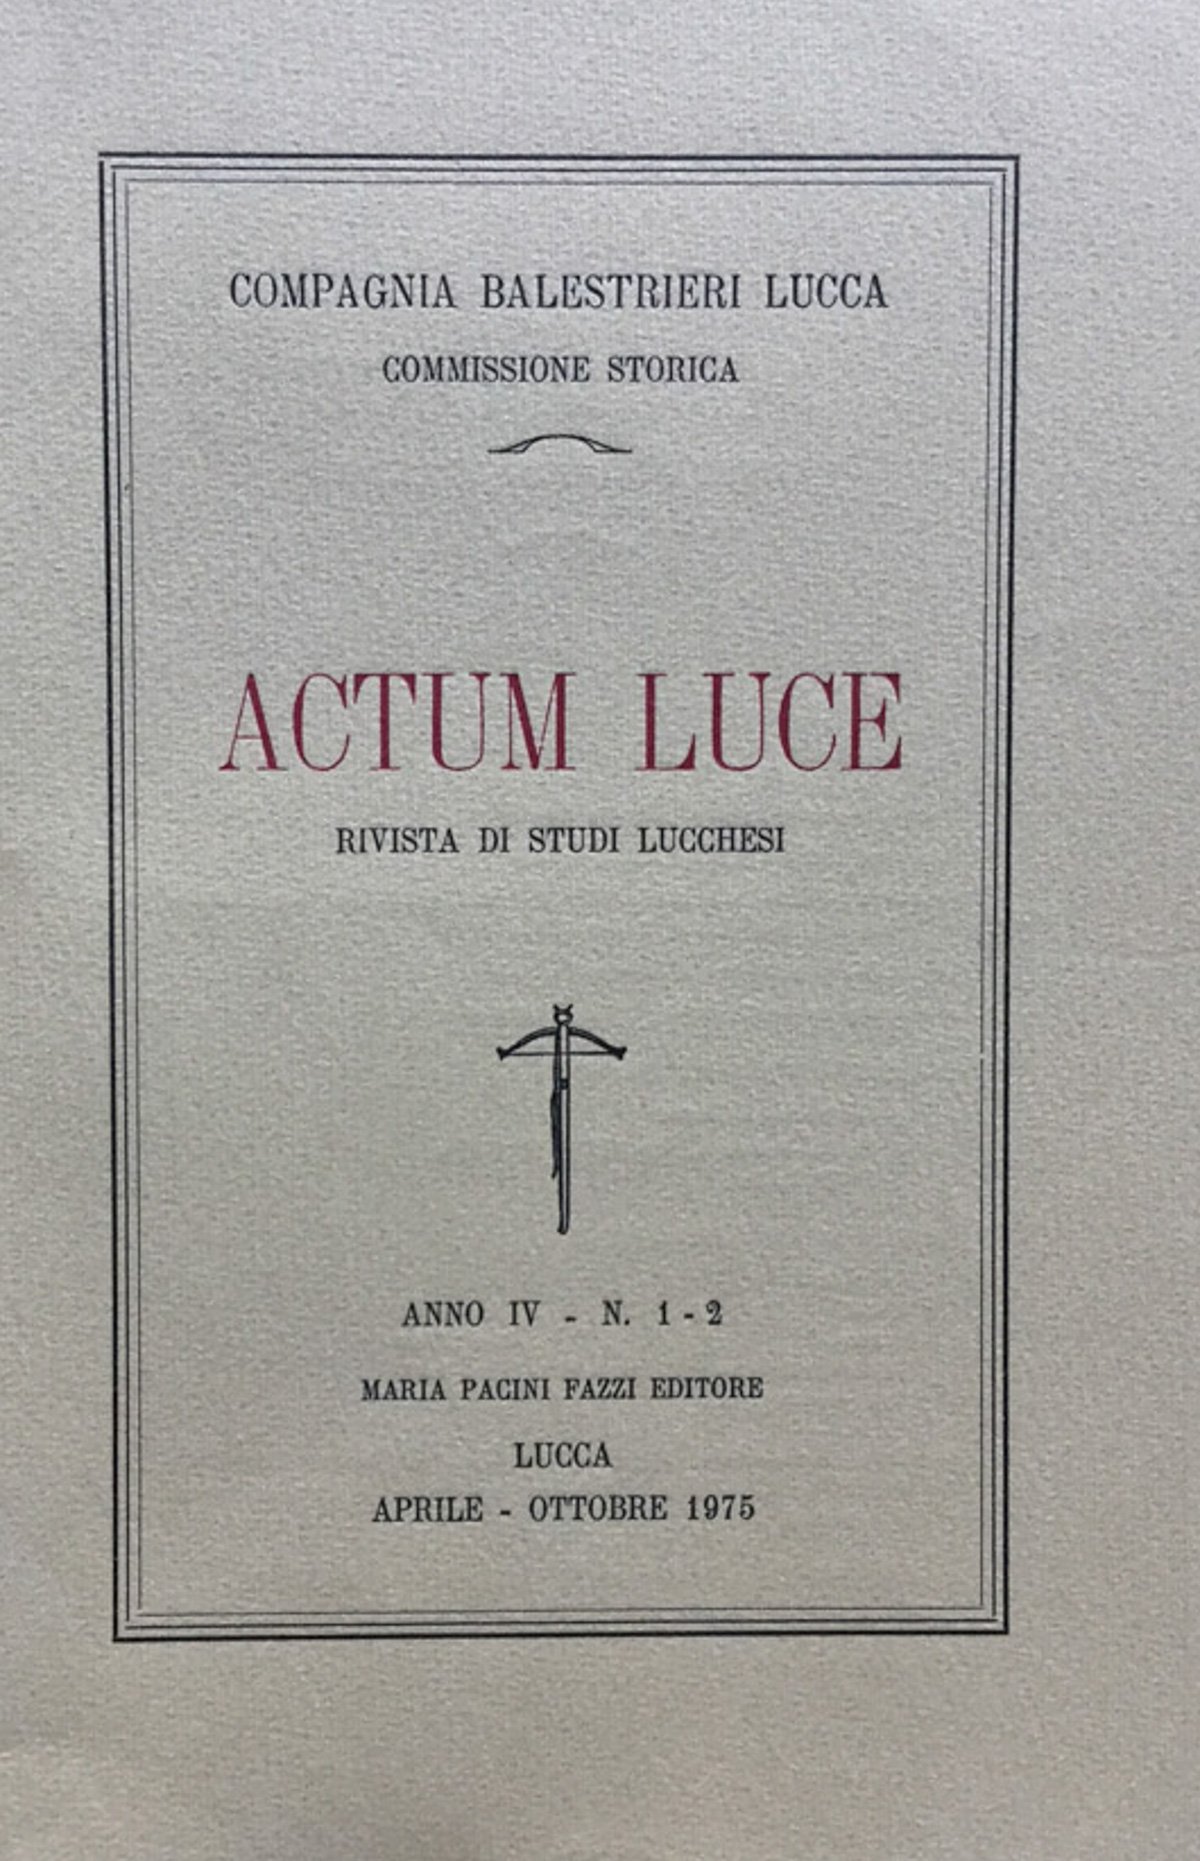 COMPAGNIA BALESTRIERI LUCCA
COMMISSIONE STORICA
ACTUM LUCE
RIVISTA DI STUDI LUCCHESI
ANNO IV - N. 1 - 2
MARIA PACINI FAZZI EDITORE
LUCCA
APRILE - OTTOBRE 1975